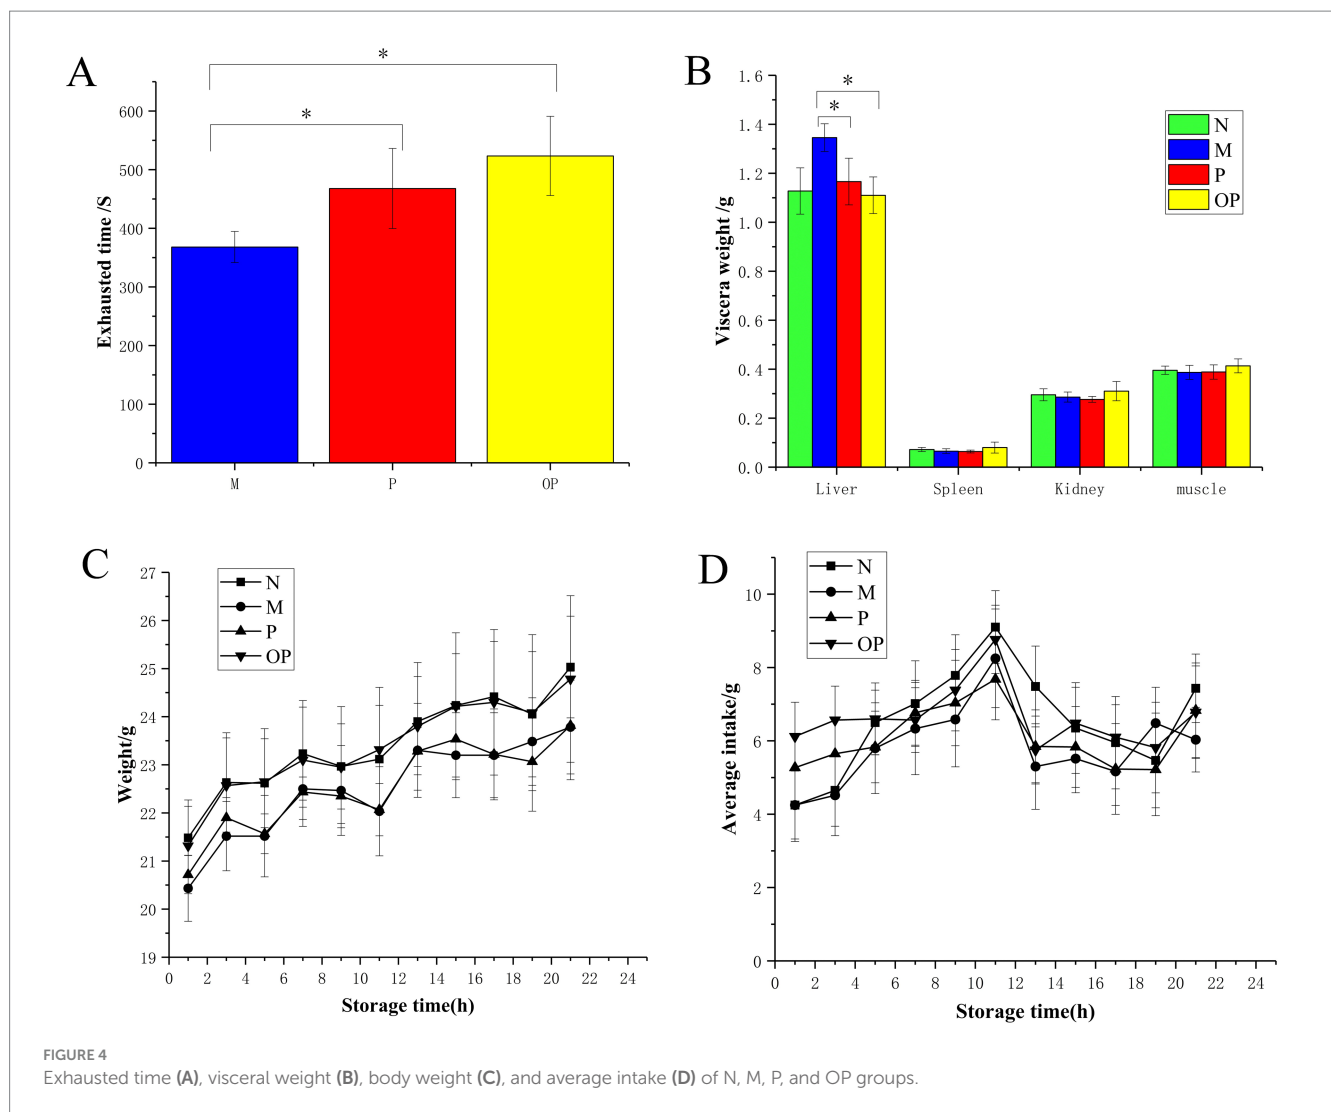 A
*
*
Exhausted time /S
600
500
400
300
200
100
0
M P OP
B
*
*
Viscera weight /g
1.6
1.4
1.2
1.0
0.8
0.6
0.4
0.2
0.0
N
M
P
OP
Liver Spleen Kidney muscle
C
Weight/g
27
26
25
24
23
22
21
20
19
N
M
P
OP
0 2 4 6 8 10 12 14 16 18 20 22 24
Storage time(h)
D
Average intake/g
10
8
6
4
2
0
N
M
P
OP
0 2 4 6 8 10 12 14 16 18 20 22 24
Storage time(h)
FIGURE 4
Exhausted time (A), visceral weight (B), body weight (C), and average intake (D) of N, M, P, and OP groups.